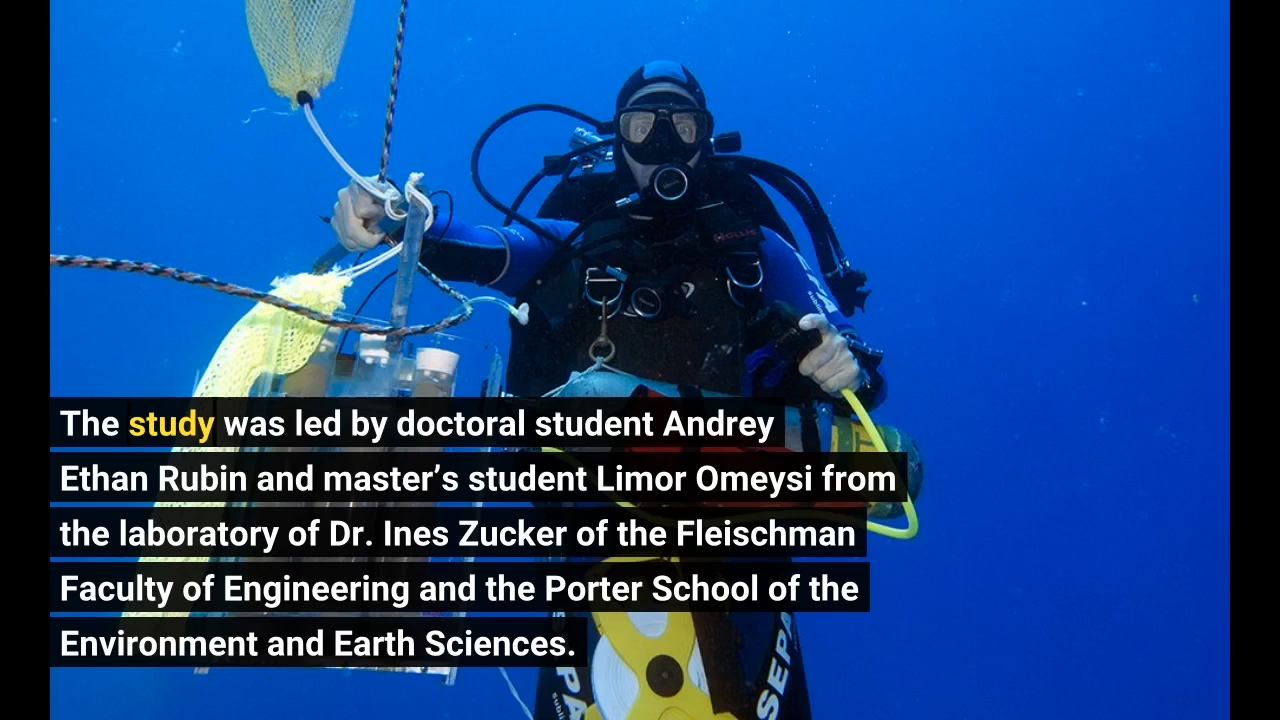 HOLLIS
The study was led by doctoral student Andrey
Ethan Rubin and master’s student Limor Omeysi from
the laboratory of Dr. Ines Zucker of the Fleischman
Faculty of Engineering and the Porter School of the
Environment and Earth Sciences.
SEPA